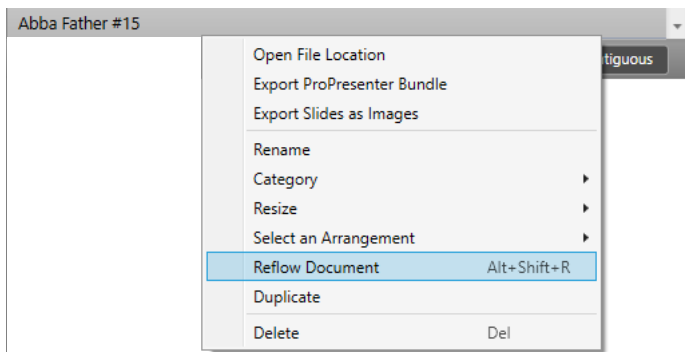 Abba Father #15
Open File Location
tiguous
Export ProPresenter Bundle
Export Slides as Images
Rename
Category
Resize
Select an Arrangement
Reflow Document Alt+Shift+R
Duplicate
Delete Del